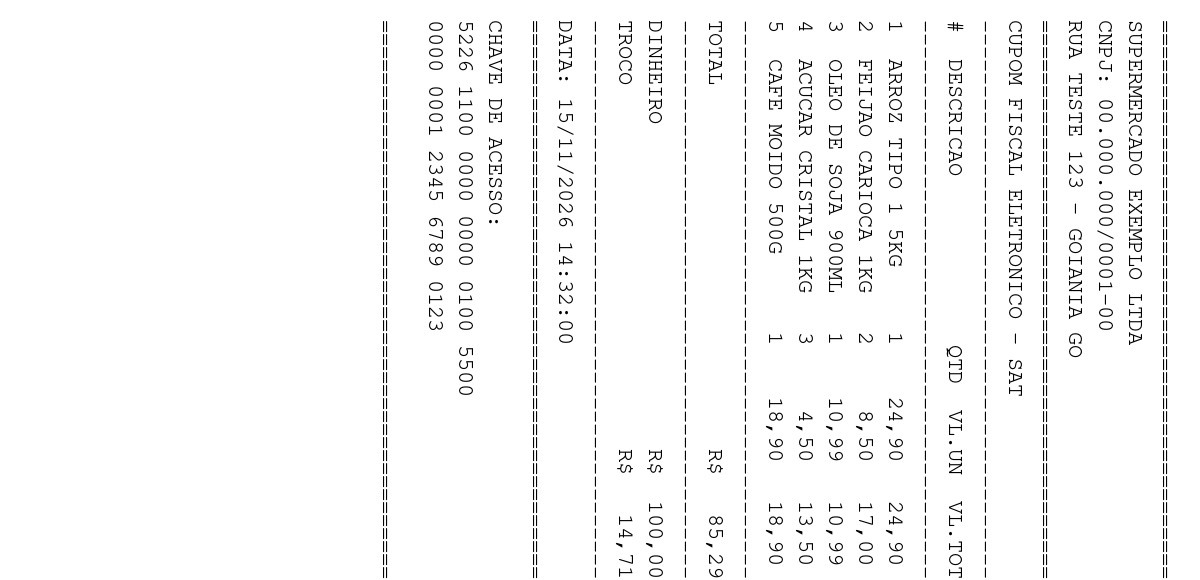 SUPERMERCADO EXEMPLO LTDA
CNPJ: 00.000.000/0001-00
RUA TESTE 123 - GOIANIA GO
CUPOM FISCAL ELETRONICO - SAT
# DESCRICAO QTD VL.UN VL.TOT
1 ARROZ TIPO 1 5KG 1 24,90 24,90
2 FEIJAO CARIOCA 1KG 2 8,50 17,00
3 OLEO DE SOJA 900ML 1 10,99 10,99
4 ACUCAR CRISTAL 1KG 3 4,50 13,50
5 CAFE MOIDO 500G 1 18,90 18,90
TOTAL R$ 85,29
DINHEIRO R$ 100,00
TROCO R$ 14,71
DATA: 15/11/2026 14:32:00
CHAVE DE ACESSO:
5226 1100 0000 0000 0100 5500
0000 0001 2345 6789 0123